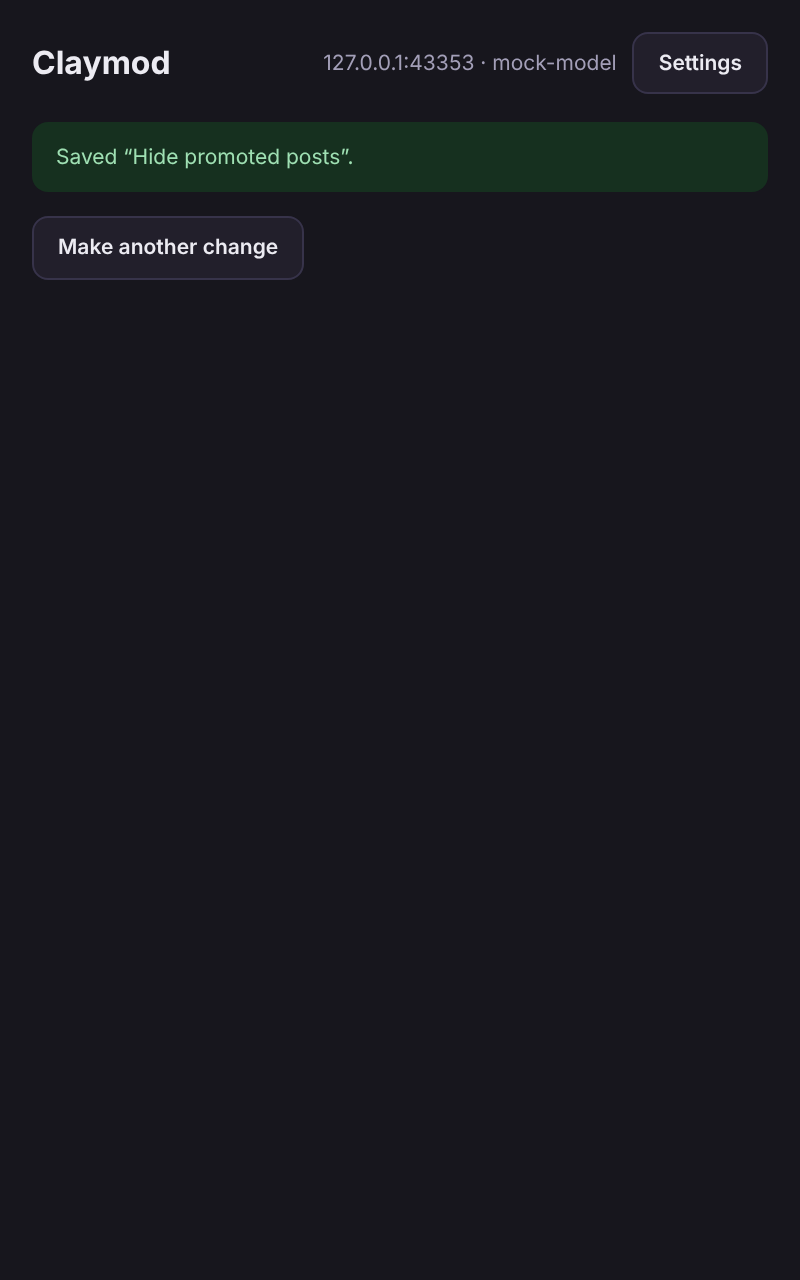 Claymod
127.0.0.1:43353 · mock-model
Settings
Saved “Hide promoted posts”.
Make another change